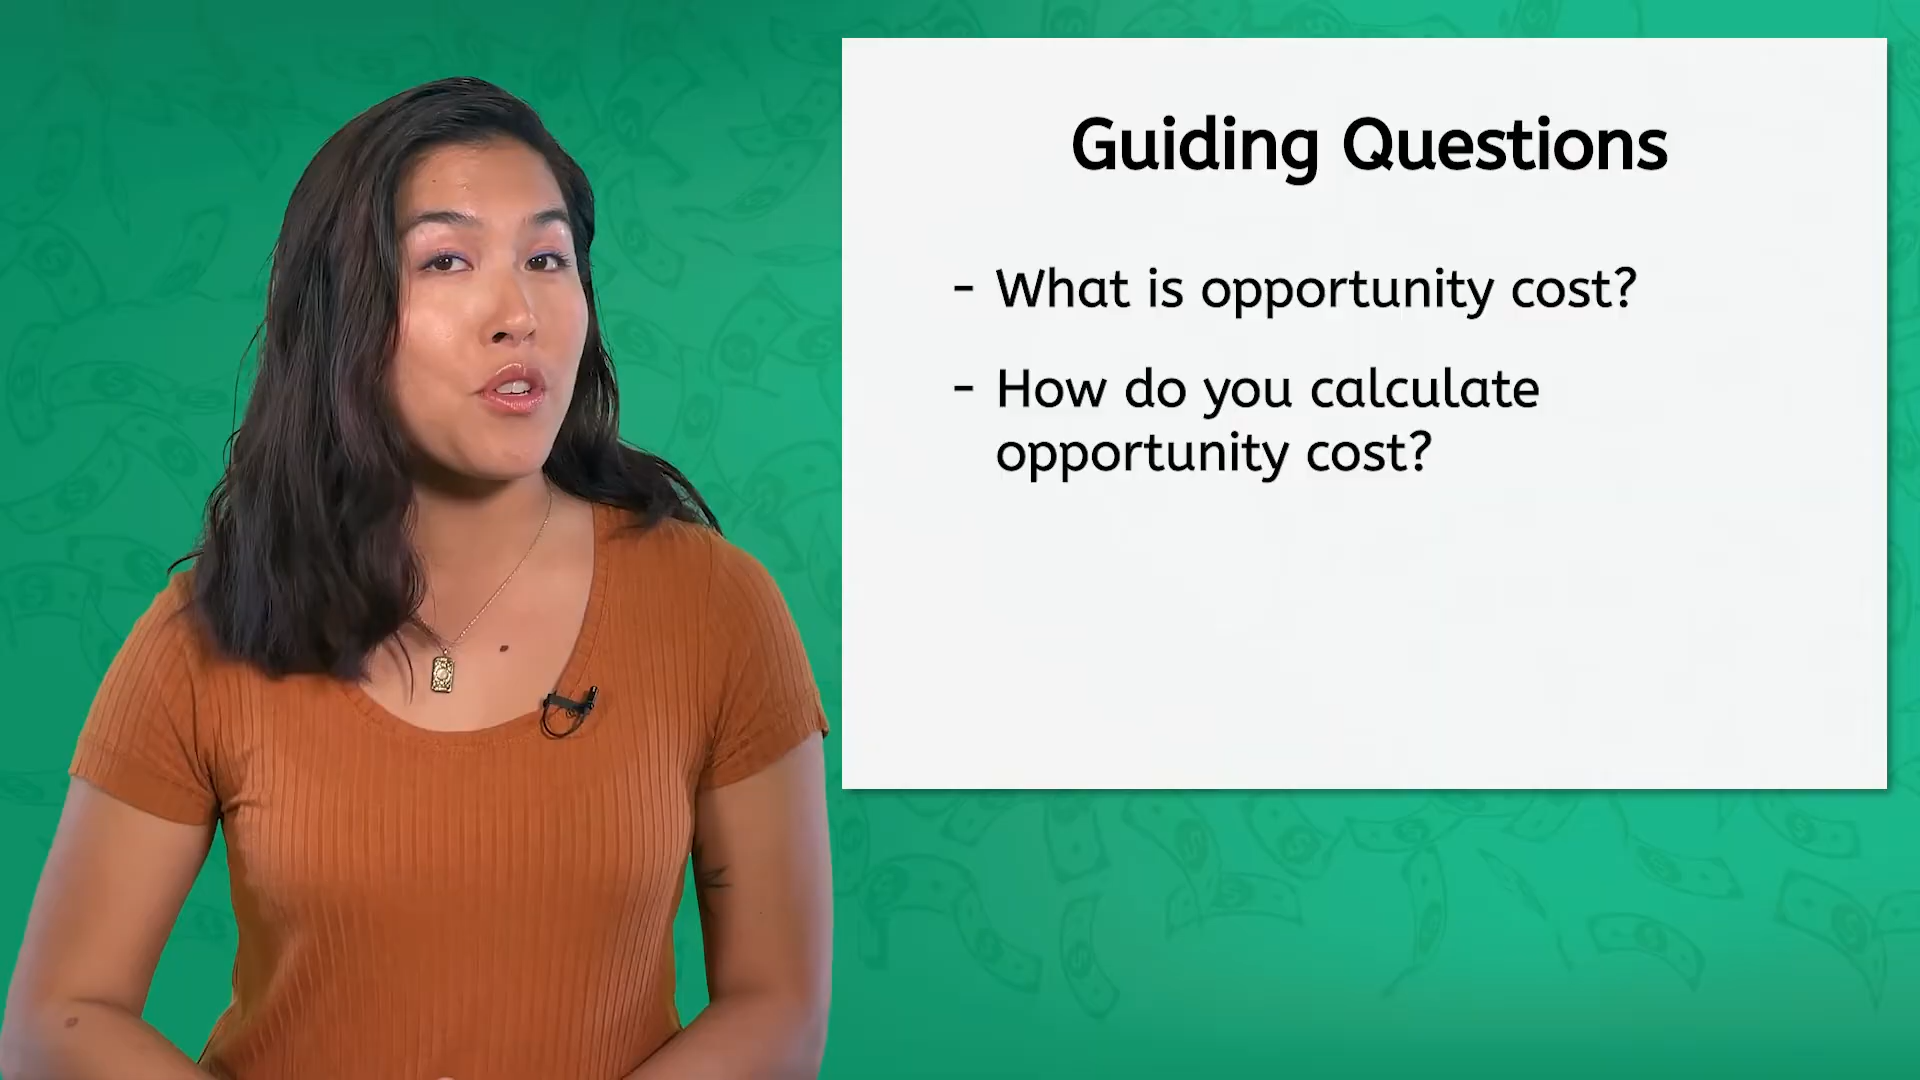 Guiding Questions
- What is opportunity cost?
- How do you calculate
opportunity cost?